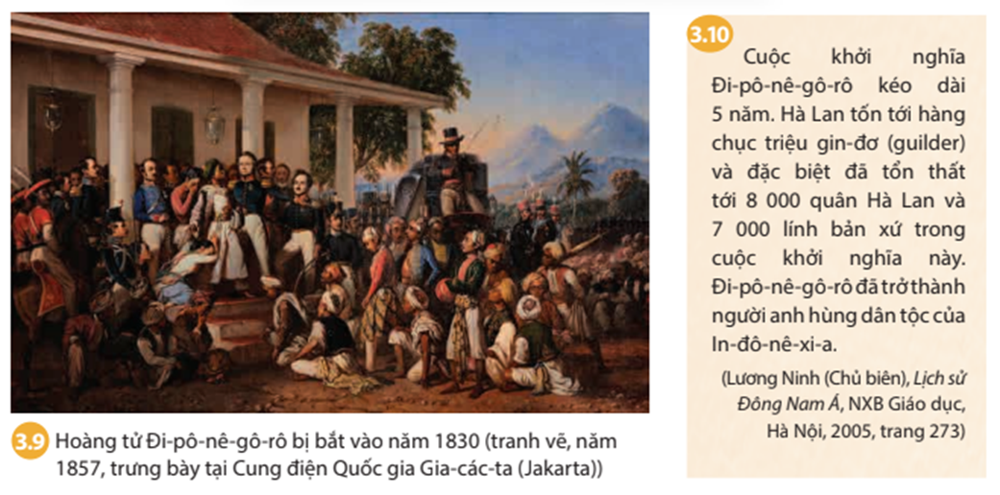 3.10
Cuộc khởi nghĩa
Đi-pô-nê-gô-rô kéo dài
5 năm. Hà Lan tốn tới hàng
chục triệu gin-đơ (guilder)
và đặc biệt đã tổn thất
tới 8 000 quân Hà Lan và
7 000 lính bản xứ trong
cuộc khởi nghĩa này.
Đi-pô-nê-gô-rô đã trở thành
người anh hùng dân tộc của
In-đô-nê-xi-a.
(Lương Ninh (Chủ biên), Lịch sử
Đông Nam Á, NXB Giáo dục,
Hà Nội, 2005, trang 273)
3.9 Hoàng tử Đi-pô-nê-gô-rô bị bắt vào năm 1830 (tranh vẽ, năm
1857, trưng bày tại Cung điện Quốc gia Gia-các-ta (Jakarta))